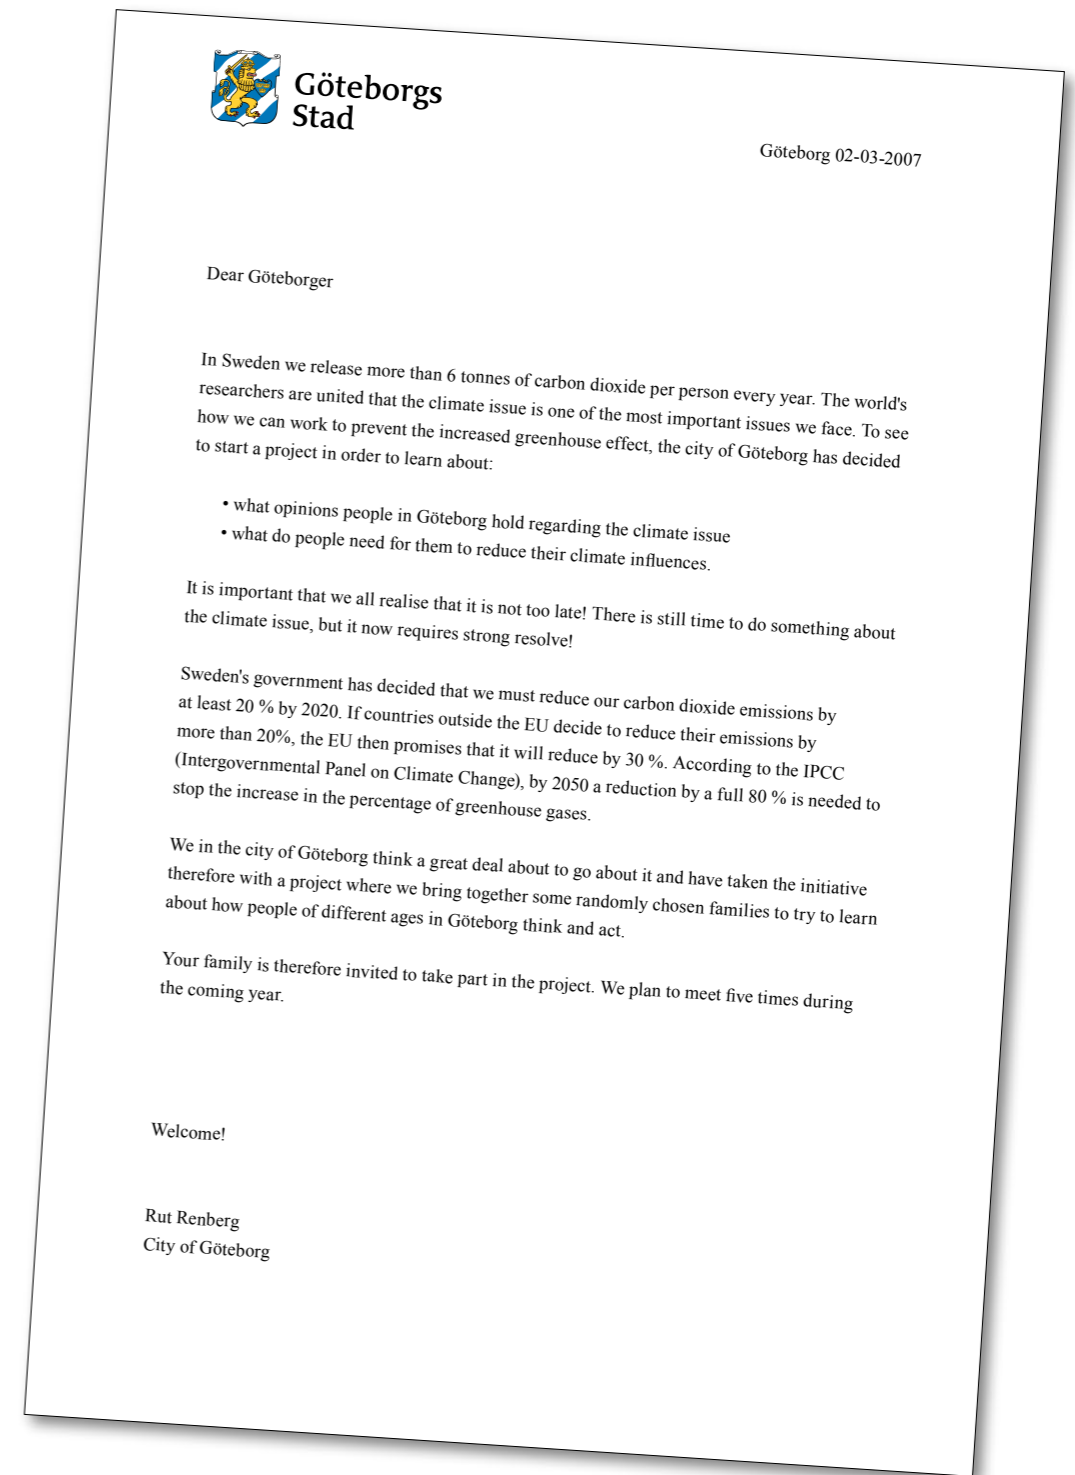 Göteborgs
Stad
Göteborg 02-03-2007
Dear Göteborger
In Sweden we release more than 6 tonnes of carbon dioxide per person every year. The world's
researchers are united that the climate issue is one of the most important issues we face. To see
how we can work to prevent the increased greenhouse effect, the city of Göteborg has decided
to start a project in order to learn about:
• what opinions people in Göteborg hold regarding the climate issue
• what do people need for them to reduce their climate influences.
It is important that we all realise that it is not too late! There is still time to do something about
the climate issue, but it now requires strong resolve!
Sweden's government has decided that we must reduce our carbon dioxide emissions by
at least 20 % by 2020. If countries outside the EU decide to reduce their emissions by
more than 20%, the EU then promises that it will reduce by 30 %. According to the IPCC
(Intergovernmental Panel on Climate Change), by 2050 a reduction by a full 80 % is needed to
stop the increase in the percentage of greenhouse gases.
We in the city of Göteborg think a great deal about to go about it and have taken the initiative
therefore with a project where we bring together some randomly chosen families to try to learn
about how people of different ages in Göteborg think and act.
Your family is therefore invited to take part in the project. We plan to meet five times during
the coming year.
Welcome!
Rut Renberg
City of Göteborg